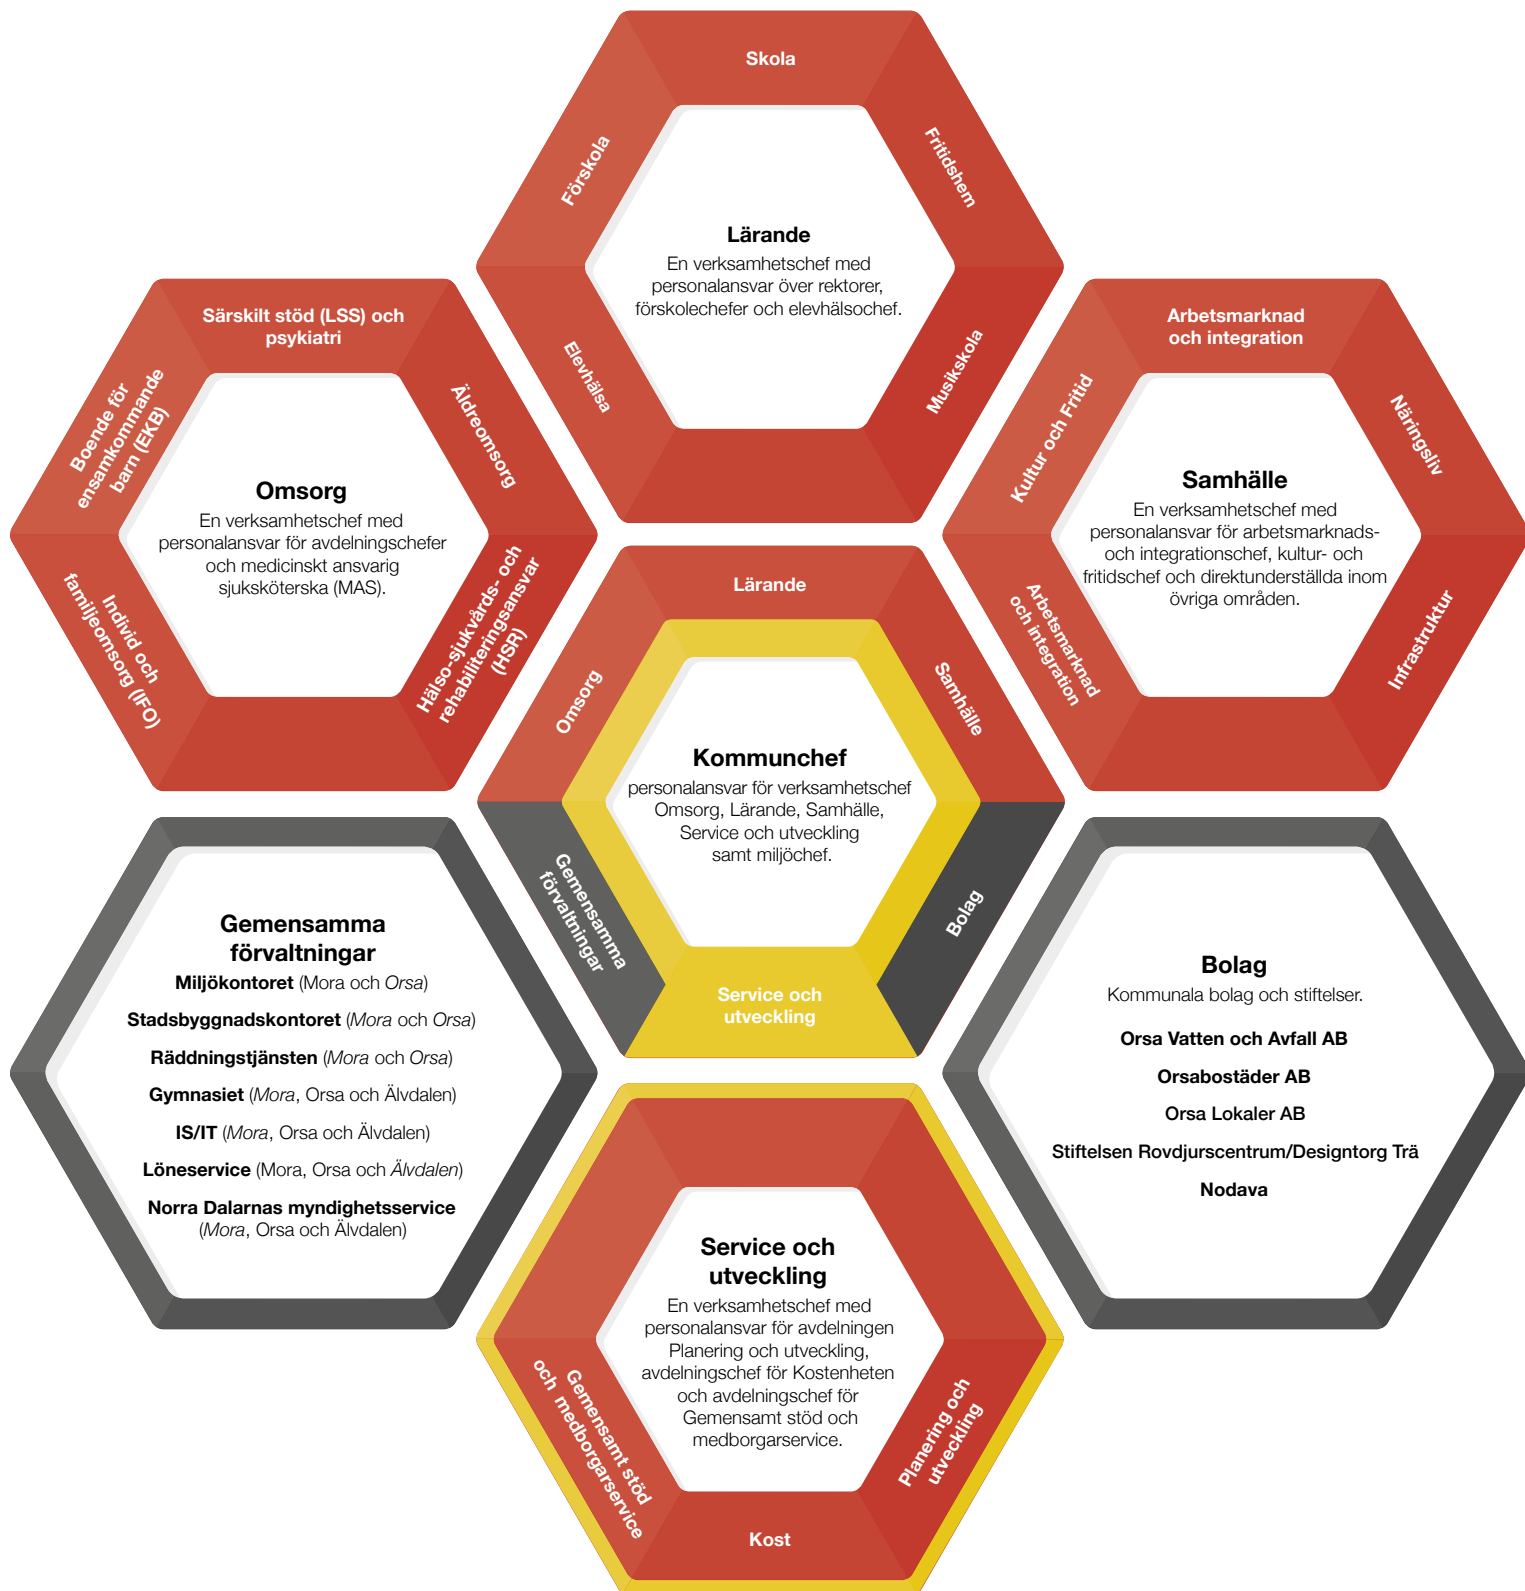 Skola
Förskola
Fritidshem
Lärande
En verksamhetschef med
personalansvar över rektorer,
förskolechefer och elevhälsochef.
Elevhälsa
Musikskola
Särskilt stöd (LSS) och
psykiatri
Boende för
ensamkommande
barn (EKB)
Äldreomsorg
Omsorg
En verksamhetschef med
personalansvar för avdelningschefer
och medicinskt ansvarig
sjuksköterska (MAS).
Individ och
familjeomsorg (IFO)
Hälso-sjukvårds- och
rehabiliteringsansvar
(HSR)
Arbetsmarknad
och integration
Kultur och Fritid
Näringsliv
Samhälle
En verksamhetschef med
personalansvar för arbetsmarknads-
och integrationschef, kultur- och
fritidschef och direktunderställda inom
övriga områden.
Arbetsmarknad
och integration
Infrastruktur
Lärande
Omsorg
Samhälle
Kommunchef
personalansvar för verksamhetschef
Omsorg, Lärande, Samhälle,
Service och utveckling
samt miljöchef.
Gemensamma
förvaltningar
Bolag
Service och
utveckling
Gemensamma
förvaltningar
Miljökontoret (Mora och Orsa)
Stadsbyggnadskontoret (Mora och Orsa)
Räddningstjänsten (Mora och Orsa)
Gymnasiet (Mora, Orsa och Älvdalen)
IS/IT (Mora, Orsa och Älvdalen)
Löneservice (Mora, Orsa och Älvdalen)
Norra Dalarnas myndighetsservice
(Mora, Orsa och Älvdalen)
Bolag
Kommunala bolag och stiftelser.
Orsa Vatten och Avfall AB
Orsabostäder AB
Orsa Lokaler AB
Stiftelsen Rovdjurscentrum/Designtorg Trä
Nodava
Service och
utveckling
En verksamhetschef med
personalansvar för avdelningen
Planering och utveckling,
avdelningschef för Kostenheten
och avdelningschef för
Gemensamt stöd och
medborgarservice.
Gemensamt stöd
och medborgarservice
Planering och
utveckling
Kost